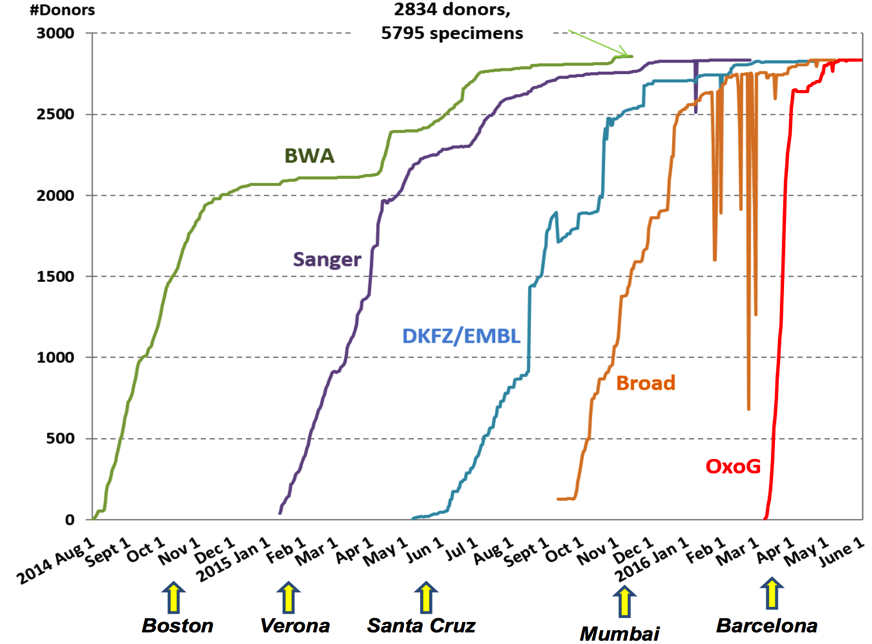 #Donors
2834 donors,
5795 specimens
3000
2500
2000
1500
1000
500
0
BWA
Sanger
DKFZ/EMBL
Broad
OxoG
2014 Aug 1
Sept 1
Oct 1
Nov 1
Dec 1
2015 Jan 1
Feb 1
Mar 1
Apr 1
May 1
Jun 1
Jul 1
Aug 1
Sept 1
Oct 1
Nov 1
Dec 1
2016 Jan 1
Feb 1
Mar 1
Apr 1
May 1
June 1
Boston
Verona
Santa Cruz
Mumbai
Barcelona